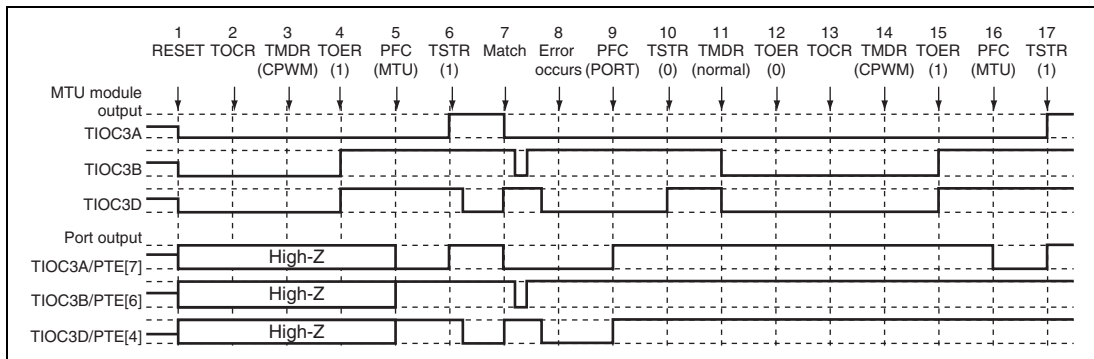 1 2 3 4 5 6 7 8 9 10 11 12 13 14 15 16 17
RESET TOCR TMDR TOER PFC TSTR Match Error PFC TSTR TMDR TOER TOCR TMDR TOER PFC TSTR
(CPWM) (1) (MTU) (1) occurs (PORT) (0) (normal) (0) (CPWM) (1) (MTU) (1)
MTU module
output
TIOC3A
TIOC3B
TIOC3D
Port output
TIOC3A/PTE[7] High-Z
TIOC3B/PTE[6] High-Z
TIOC3D/PTE[4] High-Z